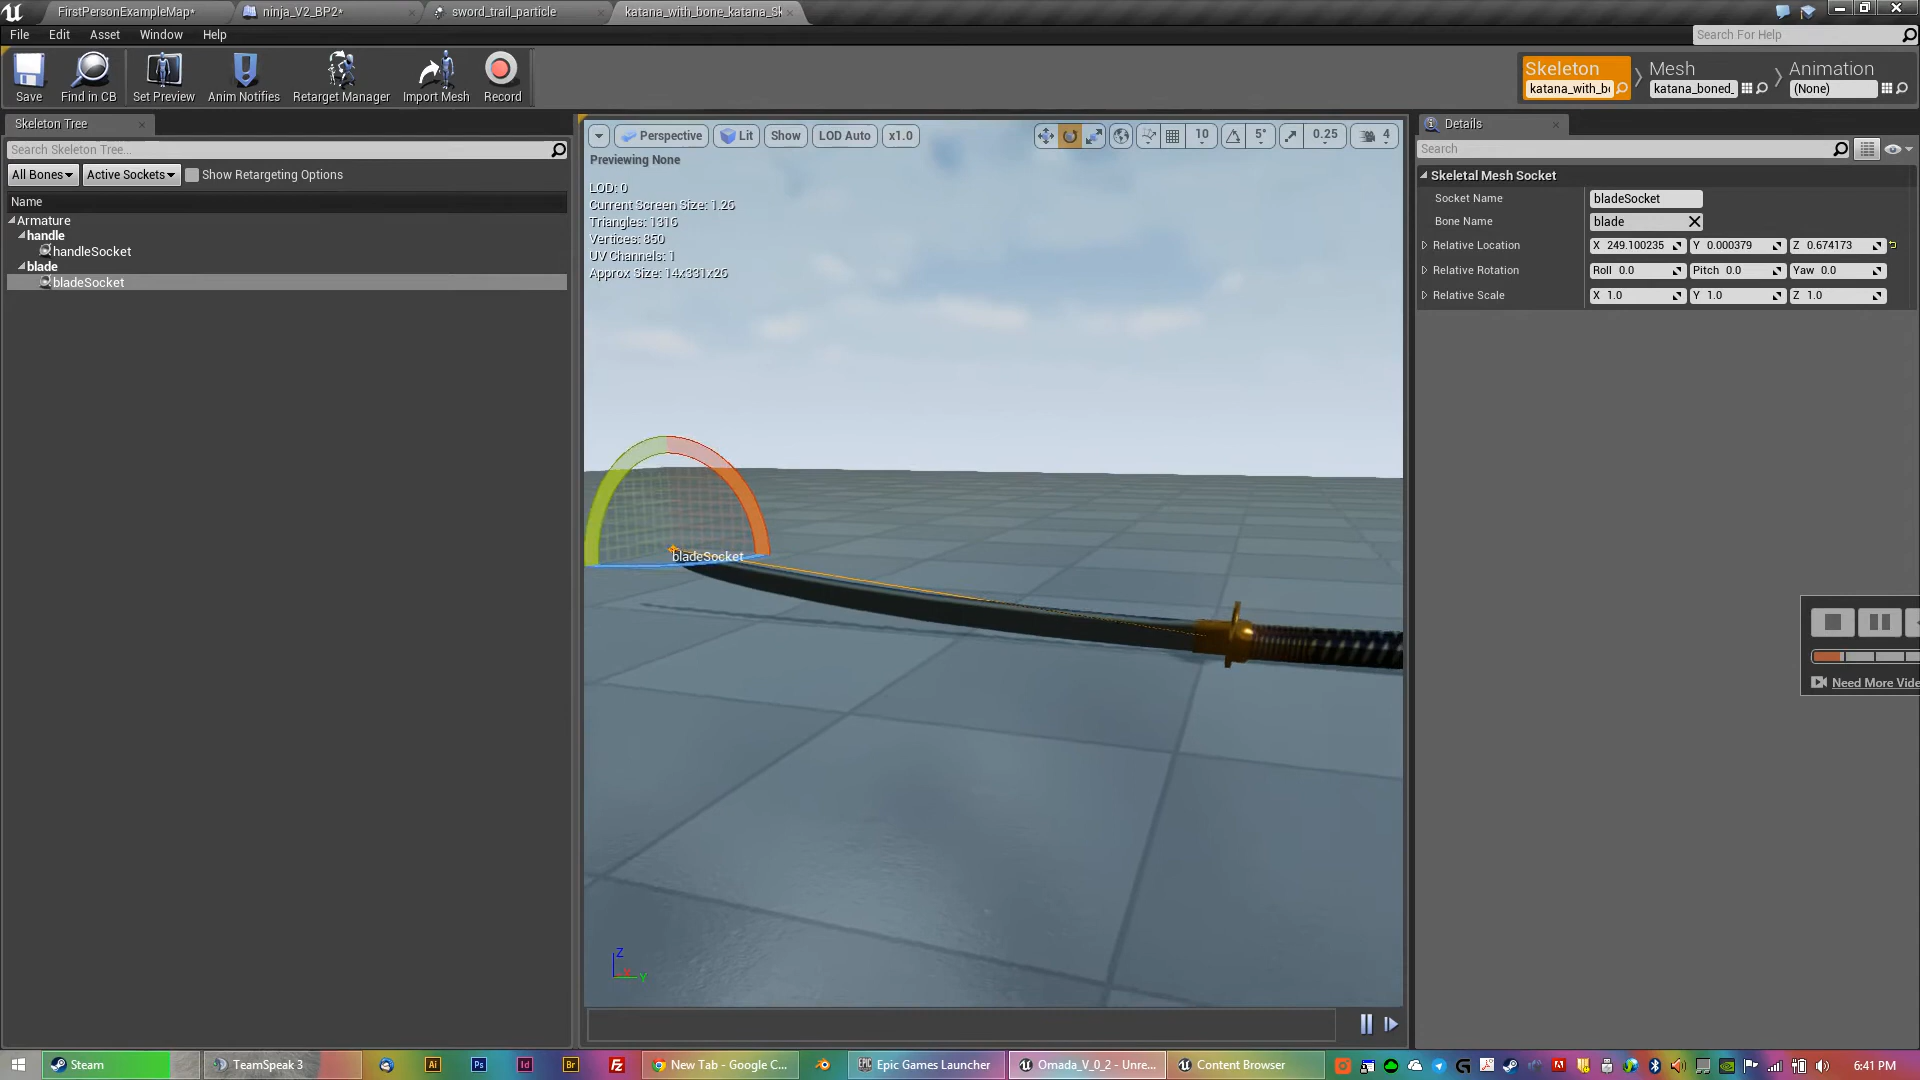 FirstPersonExampleMap*
ninja_V2_BP2*
sword_trail_particle
katana_with_bone_katana_Sk
File Edit Asset Window Help
Search For Help
Save
Find in CB
Set Preview
Anim Notifies
Retarget Manager
Import Mesh
Record
Skeleton
katana_with_b
Mesh
katana_boned_
Animation
(None)
Skeleton Tree
Search Skeleton Tree...
All Bones
Active Sockets
Show Retargeting Options
Name
Armature
handle
handleSocket
blade
bladeSocket
Perspective
Lit
Show
LOD Auto
x1.0
10
5°
0.25
4
Previewing None
LOD: 0
Current Screen Size: 1.26
Triangles: 1316
Vertices: 850
UV Channels: 1
Approx Size: 14x331x26
bladeSocket
Z
X
Y
Details
Search
Skeletal Mesh Socket
Socket Name bladeSocket
Bone Name blade
Relative Location X 249.100235 Y 0.000379 Z 0.674173
Relative Rotation Roll 0.0 Pitch 0.0 Yaw 0.0
Relative Scale X 1.0 Y 1.0 Z 1.0
Need More Vide
Steam
TeamSpeak 3
Ai
Ps
Id
Br
Fz
New Tab - Google C...
Epic Games Launcher
Omada_V_0_2 - Unre...
Content Browser
6:41 PM